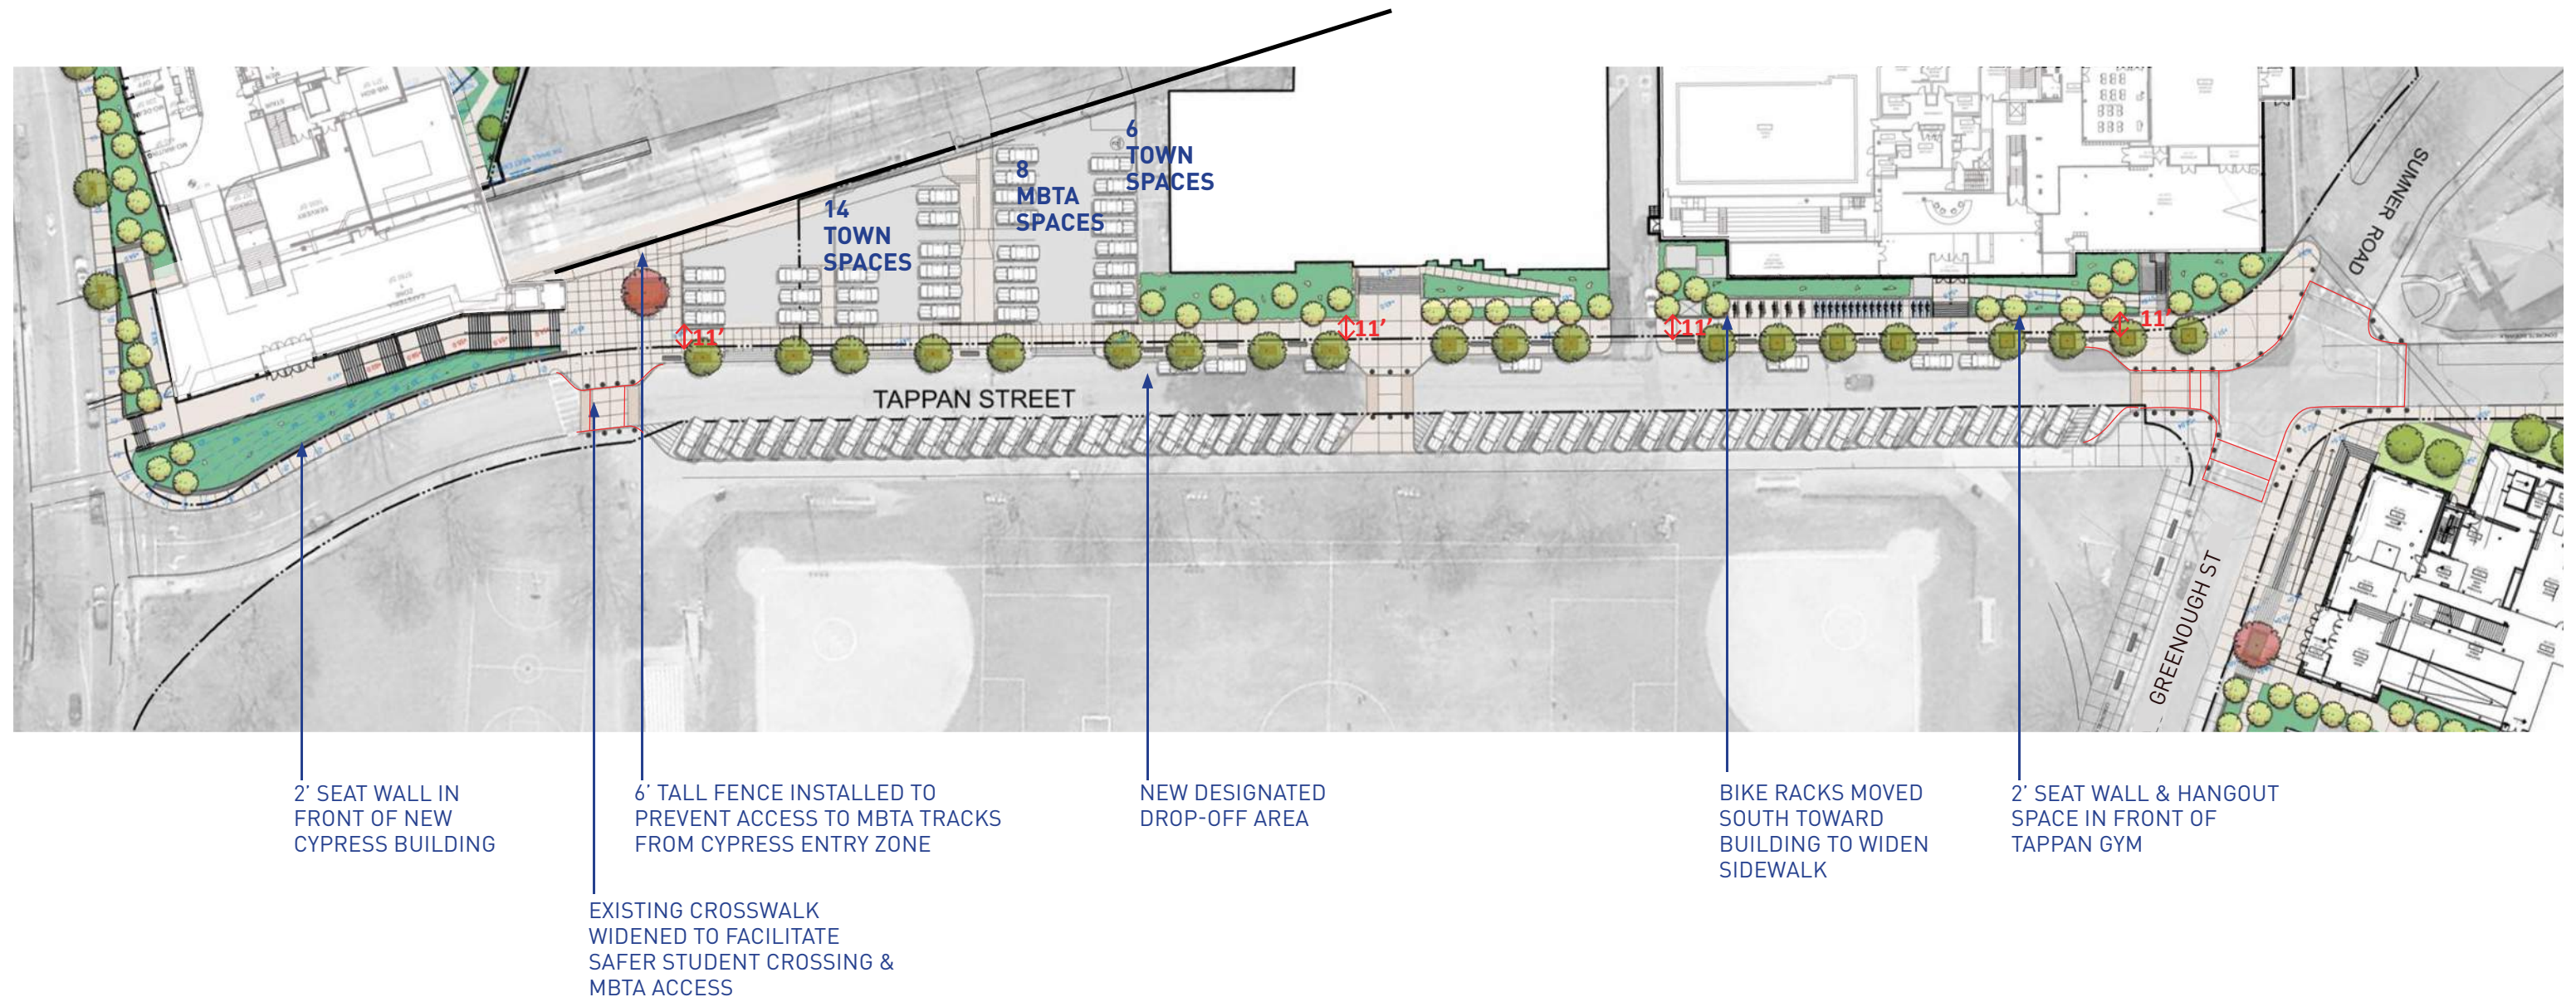 6
TOWN
SPACES
8
MBTA
SPACES
14
TOWN
SPACES
SUMNER ROAD
SERVERY
CAFETERIA
ZONE
STAIR
11’
11’
11’
11’
TAPPAN STREET
GREENOUGH ST
2’ SEAT WALL IN
FRONT OF NEW
CYPRESS BUILDING
6’ TALL FENCE INSTALLED TO
PREVENT ACCESS TO MBTA TRACKS
FROM CYPRESS ENTRY ZONE
NEW DESIGNATED
DROP-OFF AREA
BIKE RACKS MOVED
SOUTH TOWARD
BUILDING TO WIDEN
SIDEWALK
2’ SEAT WALL & HANGOUT
SPACE IN FRONT OF
TAPPAN GYM
EXISTING CROSSWALK
WIDENED TO FACILITATE
SAFER STUDENT CROSSING &
MBTA ACCESS